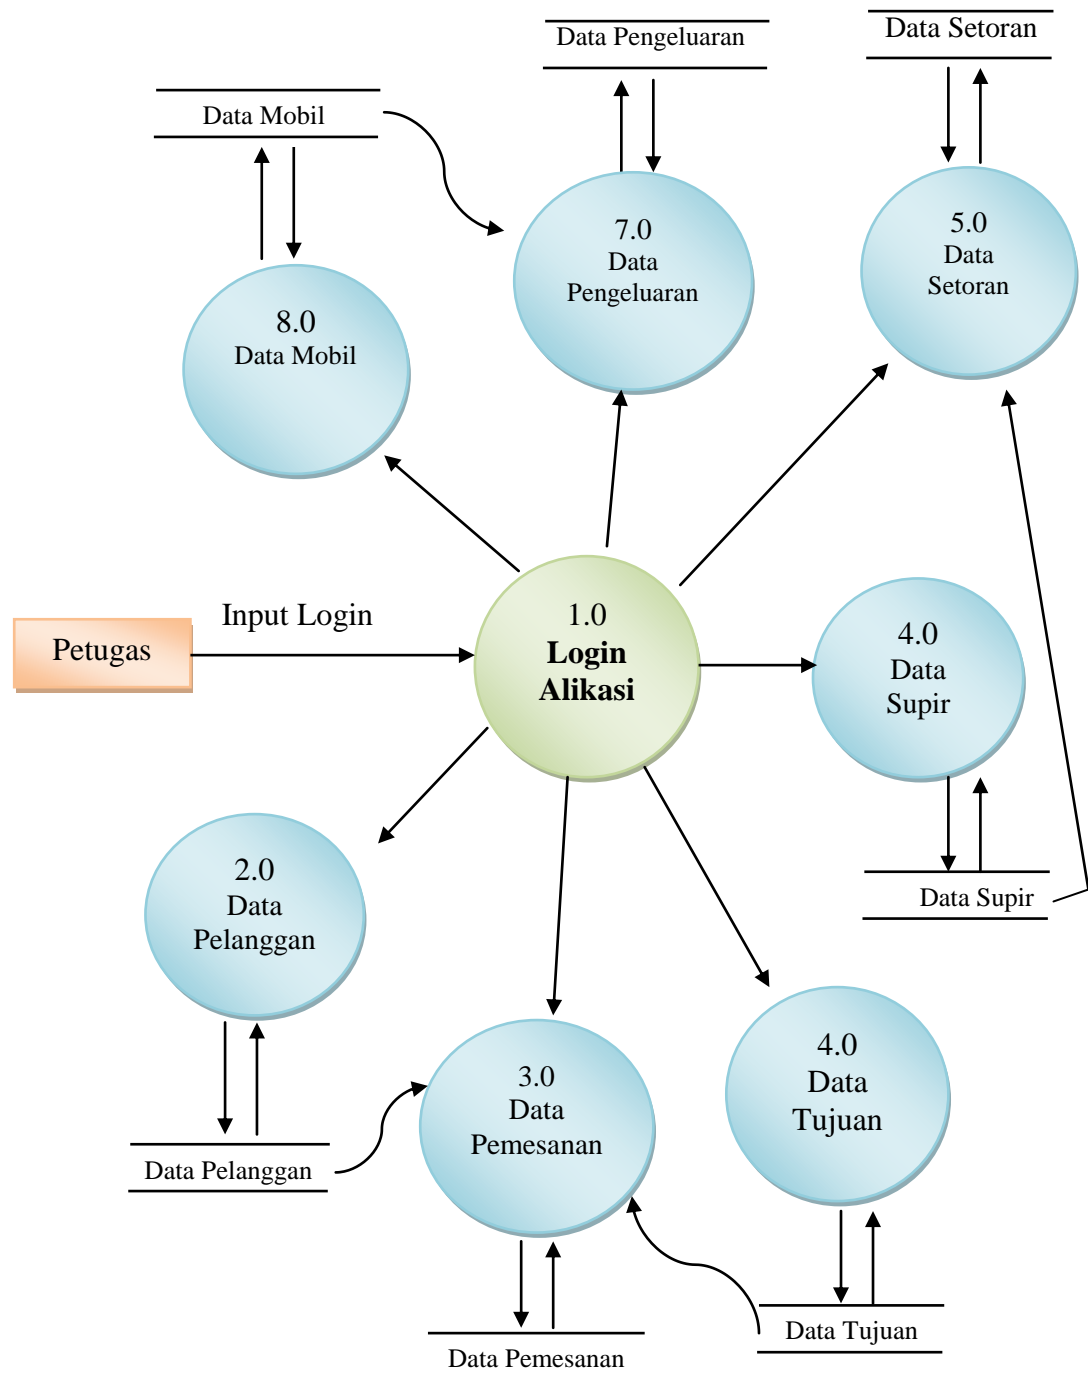 Data Pengeluaran
Data Setoran
Data Mobil
7.0
Data
Pengeluaran
5.0
Data
Setoran
8.0
Data Mobil
Input Login
Petugas
1.0
Login
Alikasi
4.0
Data
Supir
2.0
Data
Pelanggan
Data Supir
3.0
Data
Pemesanan
4.0
Data
Tujuan
Data Pelanggan
Data Tujuan
Data Pemesanan